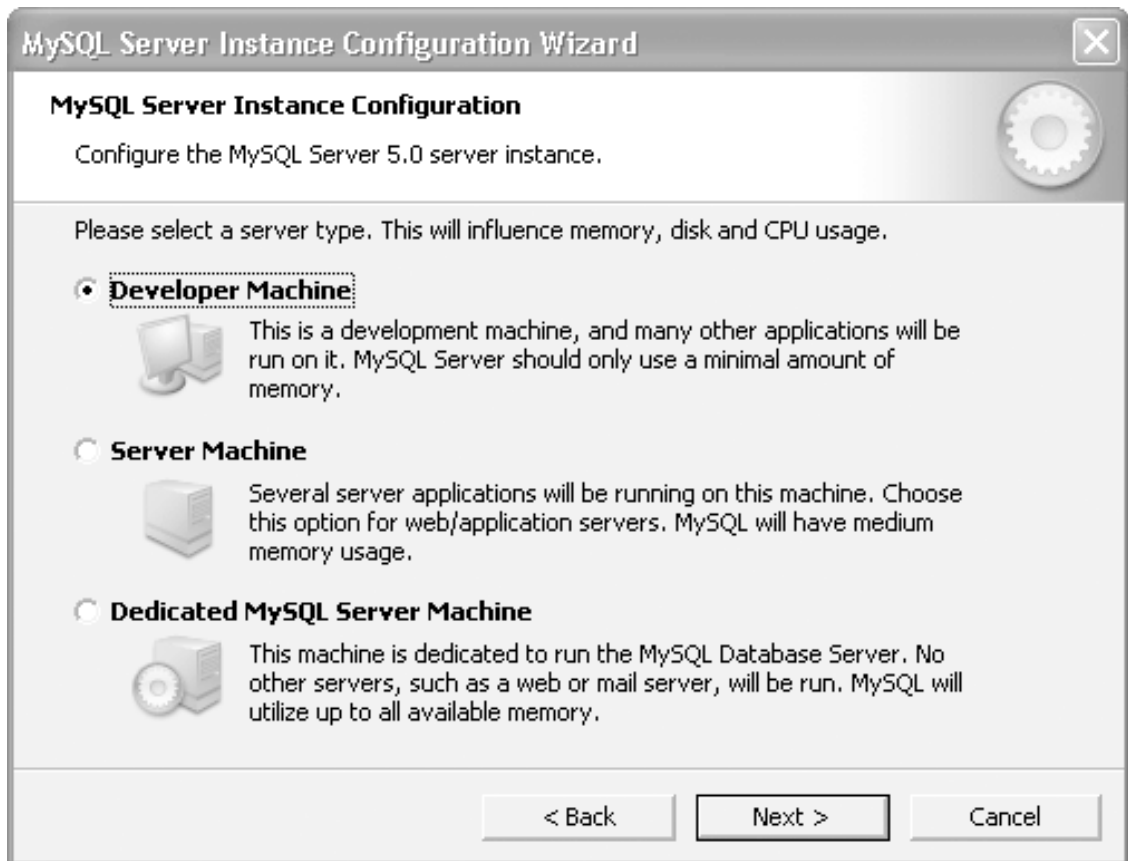 MySQL Server Instance Configuration Wizard
MySQL Server Instance Configuration
Configure the MySQL Server 5.0 server instance.
Please select a server type. This will influence memory, disk and CPU usage.
Developer Machine
This is a development machine, and many other applications will be
run on it. MySQL Server should only use a minimal amount of
memory.
Server Machine
Several server applications will be running on this machine. Choose
this option for web/application servers. MySQL will have medium
memory usage.
Dedicated MySQL Server Machine
This machine is dedicated to run the MySQL Database Server. No
other servers, such as a web or mail server, will be run. MySQL will
utilize up to all available memory.
< Back Next > Cancel